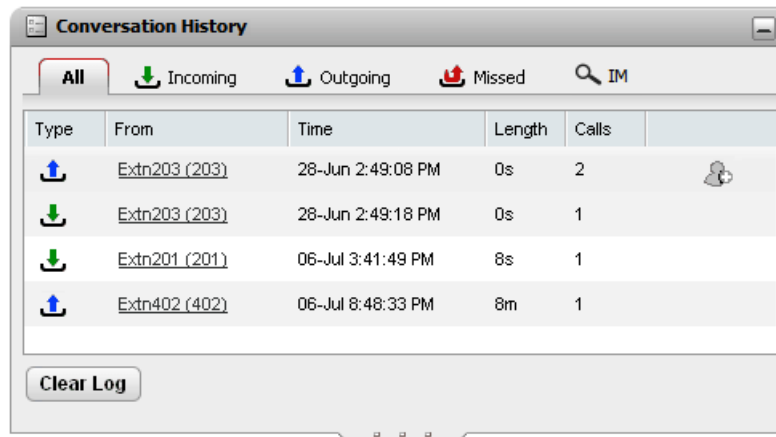 Conversation History
All Incoming Outgoing Missed IM
Type From Time Length Calls
Extn203 (203) 28-Jun 2:49:08 PM 0s 2
Extn203 (203) 28-Jun 2:49:18 PM 0s 1
Extn201 (201) 06-Jul 3:41:49 PM 8s 1
Extn402 (402) 06-Jul 8:48:33 PM 8m 1
Clear Log